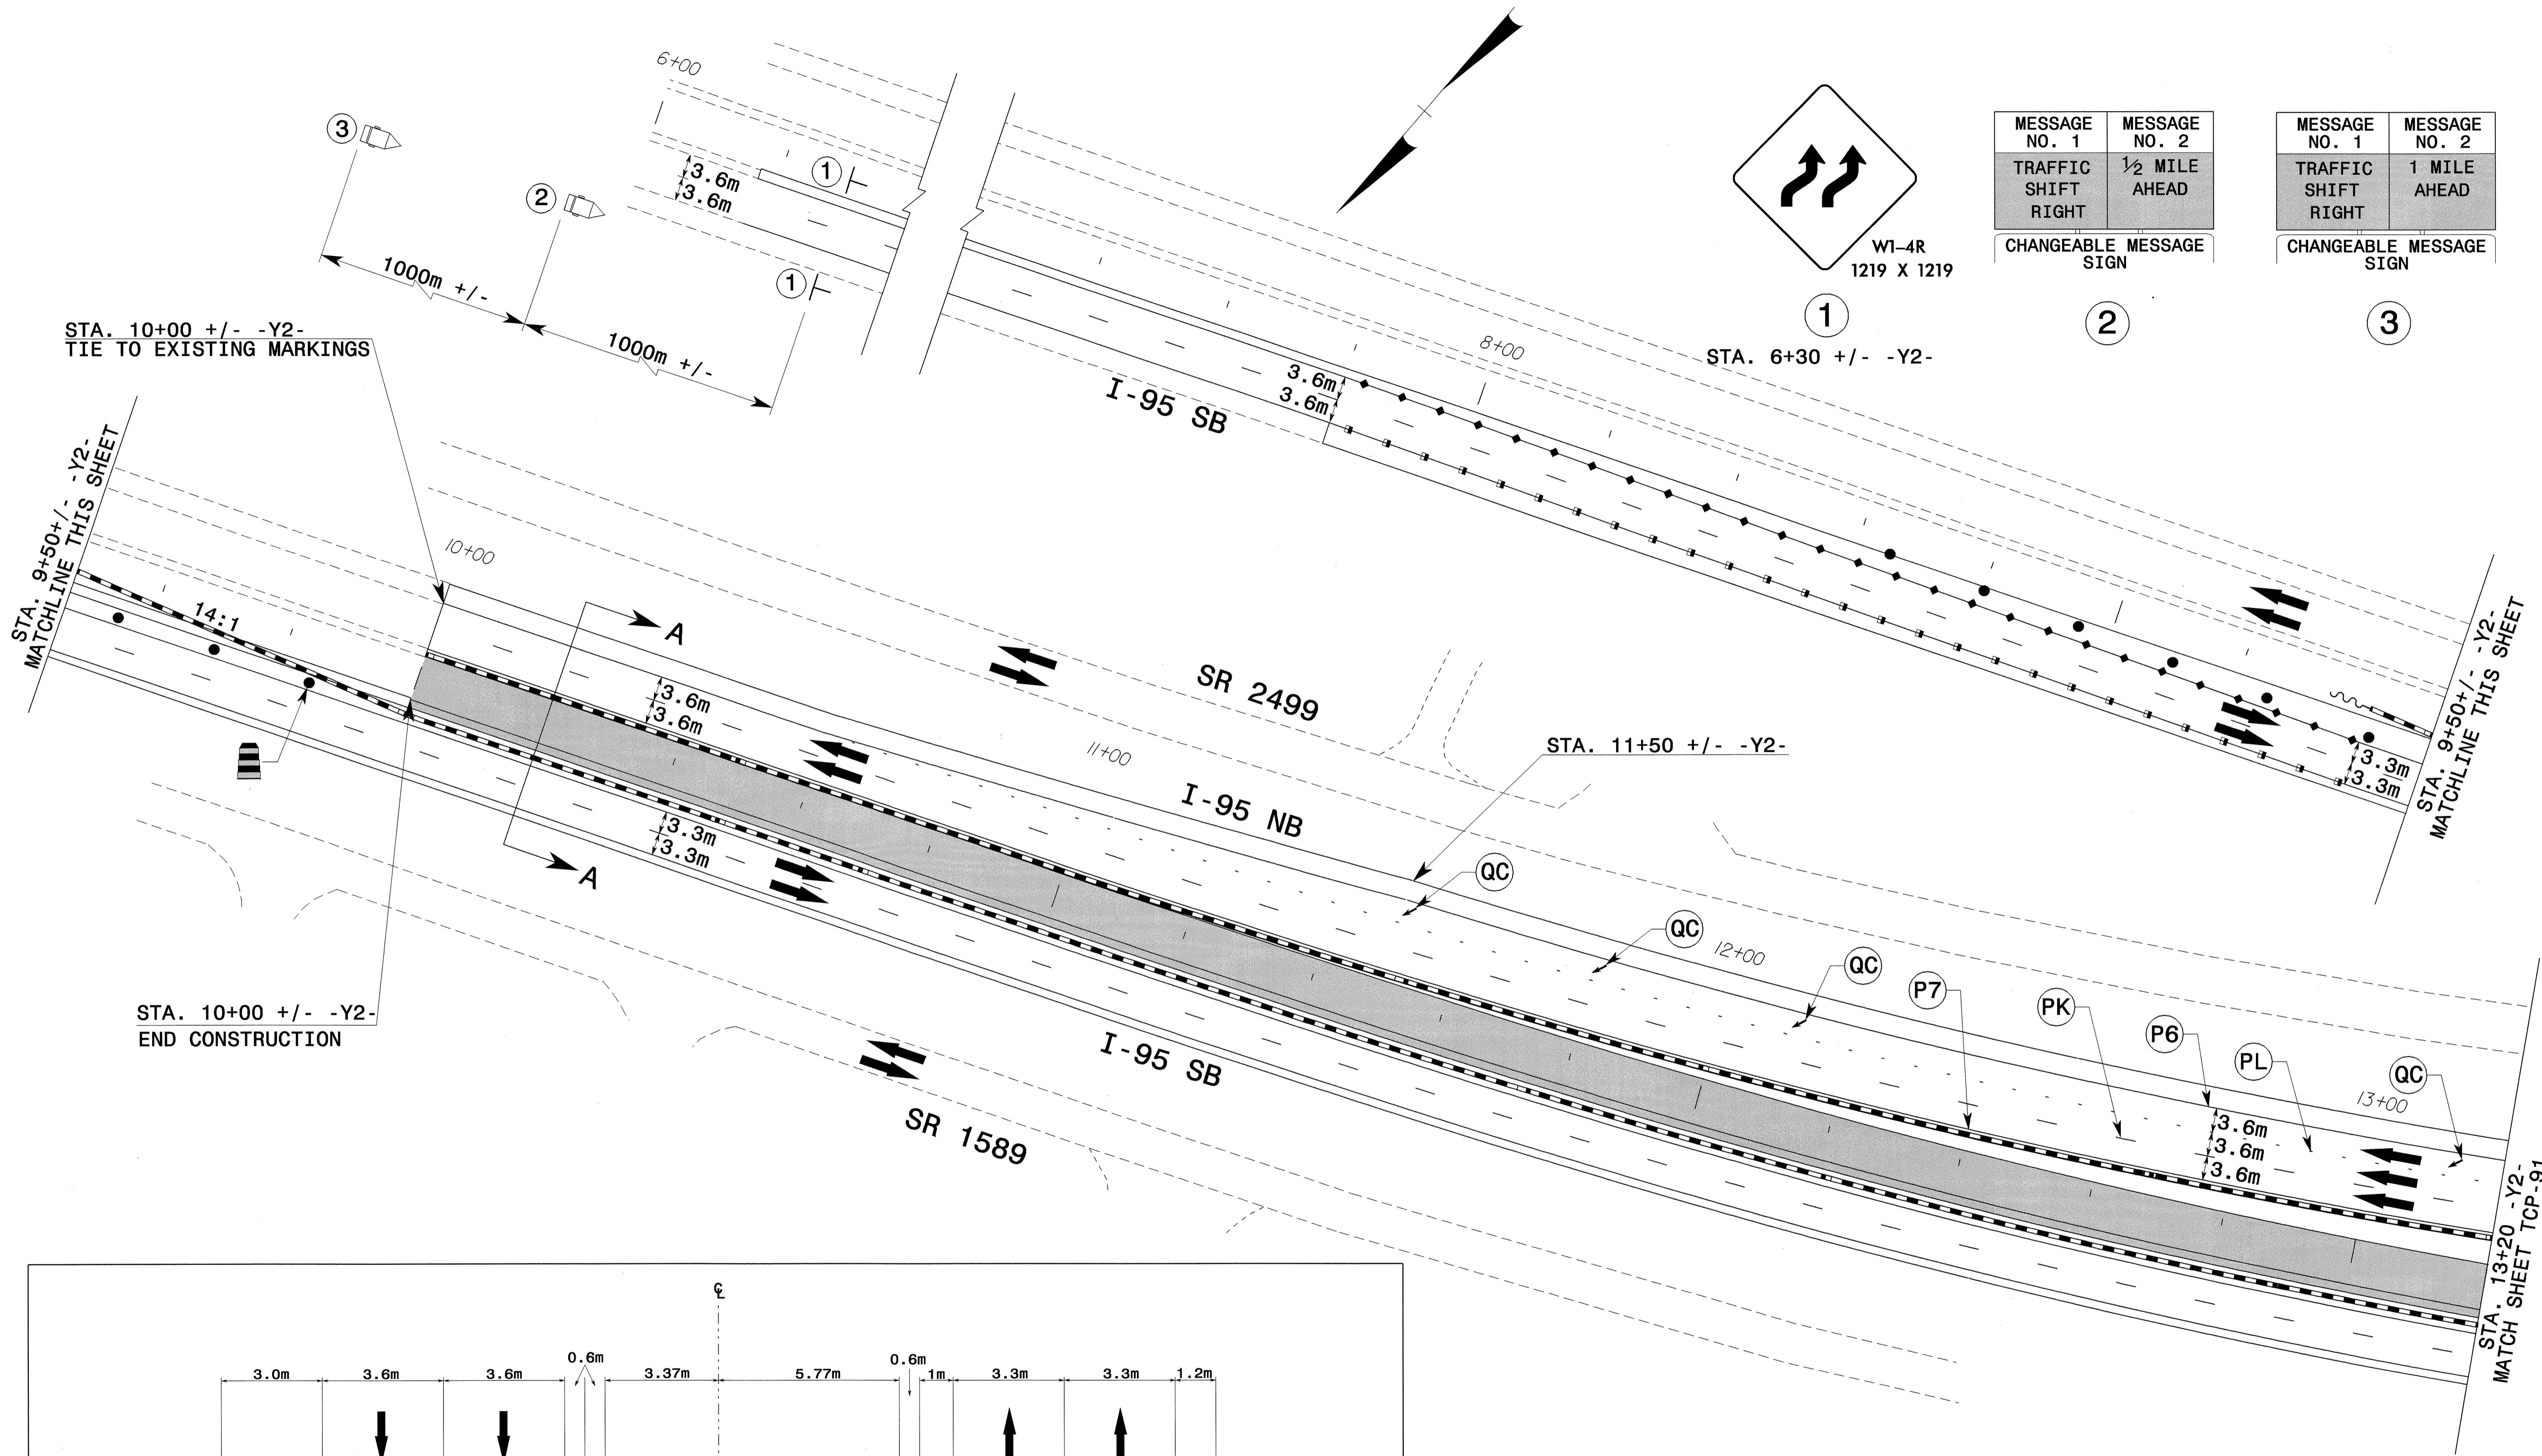 6+00
3
2
1
1
3.6m
3.6m
1000m +/-
1000m +/-
W1-4R
1219 X 1219
1
STA. 6+30 +/- -Y2-
MESSAGE NO. 1
MESSAGE NO. 2
TRAFFIC
SHIFT
RIGHT
½ MILE
AHEAD
CHANGEABLE MESSAGE
SIGN
2
MESSAGE NO. 1
MESSAGE NO. 2
TRAFFIC
SHIFT
RIGHT
1 MILE
AHEAD
CHANGEABLE MESSAGE
SIGN
3
STA. 10+00 +/- -Y2-
TIE TO EXISTING MARKINGS
I-95 SB
3.6m
3.6m
8+00
3.3m
3.3m
STA. 9+50+/- -Y2-
MATCHLINE THIS SHEET
STA. 9+50+/- -Y2-
MATCHLINE THIS SHEET
14:1
10+00
A
A
3.6m
3.6m
3.3m
3.3m
SR 2499
11+00
I-95 NB
STA. 11+50 +/- -Y2-
QC
QC
12+00
QC
P7
PK
P6
PL
QC
13+00
3.6m
3.6m
3.6m
STA. 10+00 +/- -Y2-
END CONSTRUCTION
I-95 SB
SR 1589
STA. 13+20 -Y2-
MATCH SHEET TCP-91
℄
3.0m
3.6m
3.6m
0.6m
3.37m
5.77m
0.6m
1m
3.3m
3.3m
1.2m